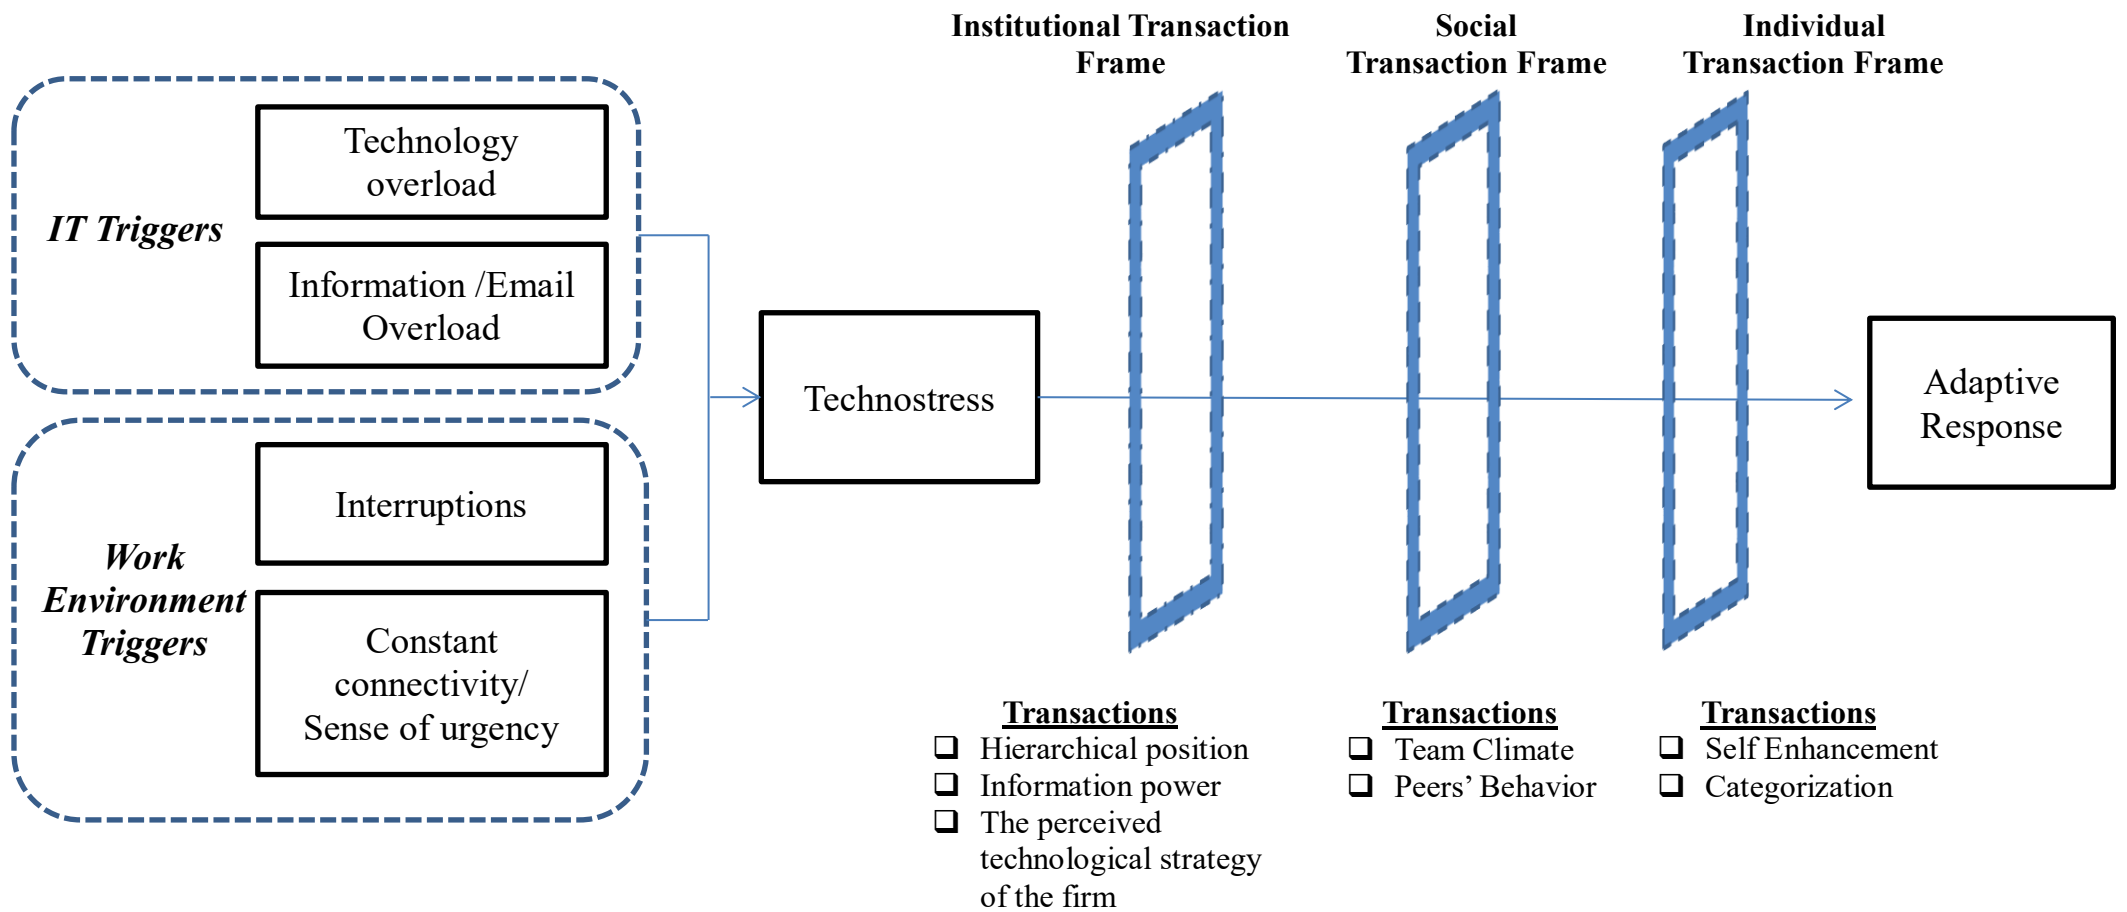 Institutional Transaction
Frame
Social
Transaction Frame
Individual
Transaction Frame
IT Triggers
Technology
overload
Information /Email
Overload
Work
Environment
Triggers
Interruptions
Constant
connectivity/
Sense of urgency
Technostress
Adaptive
Response
Transactions
❑ Hierarchical position
❑ Information power
❑ The perceived
technological strategy
of the firm
Transactions
❑ Team Climate
❑ Peers’ Behavior
Transactions
❑ Self Enhancement
❑ Categorization